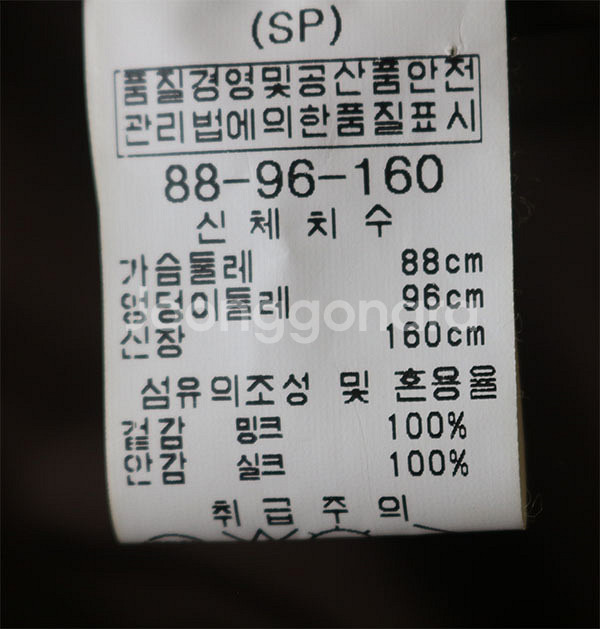 (SP)
품질경영및공산품안전
관리법에의한품질표시
88-96-160
신체치수
가슴둘레 88cm
엉덩이둘레 96cm
joonggonara
신장 160cm
섬유의조성 및 혼용율
겉감 밍크 100%
안감 실크 100%
취급주의